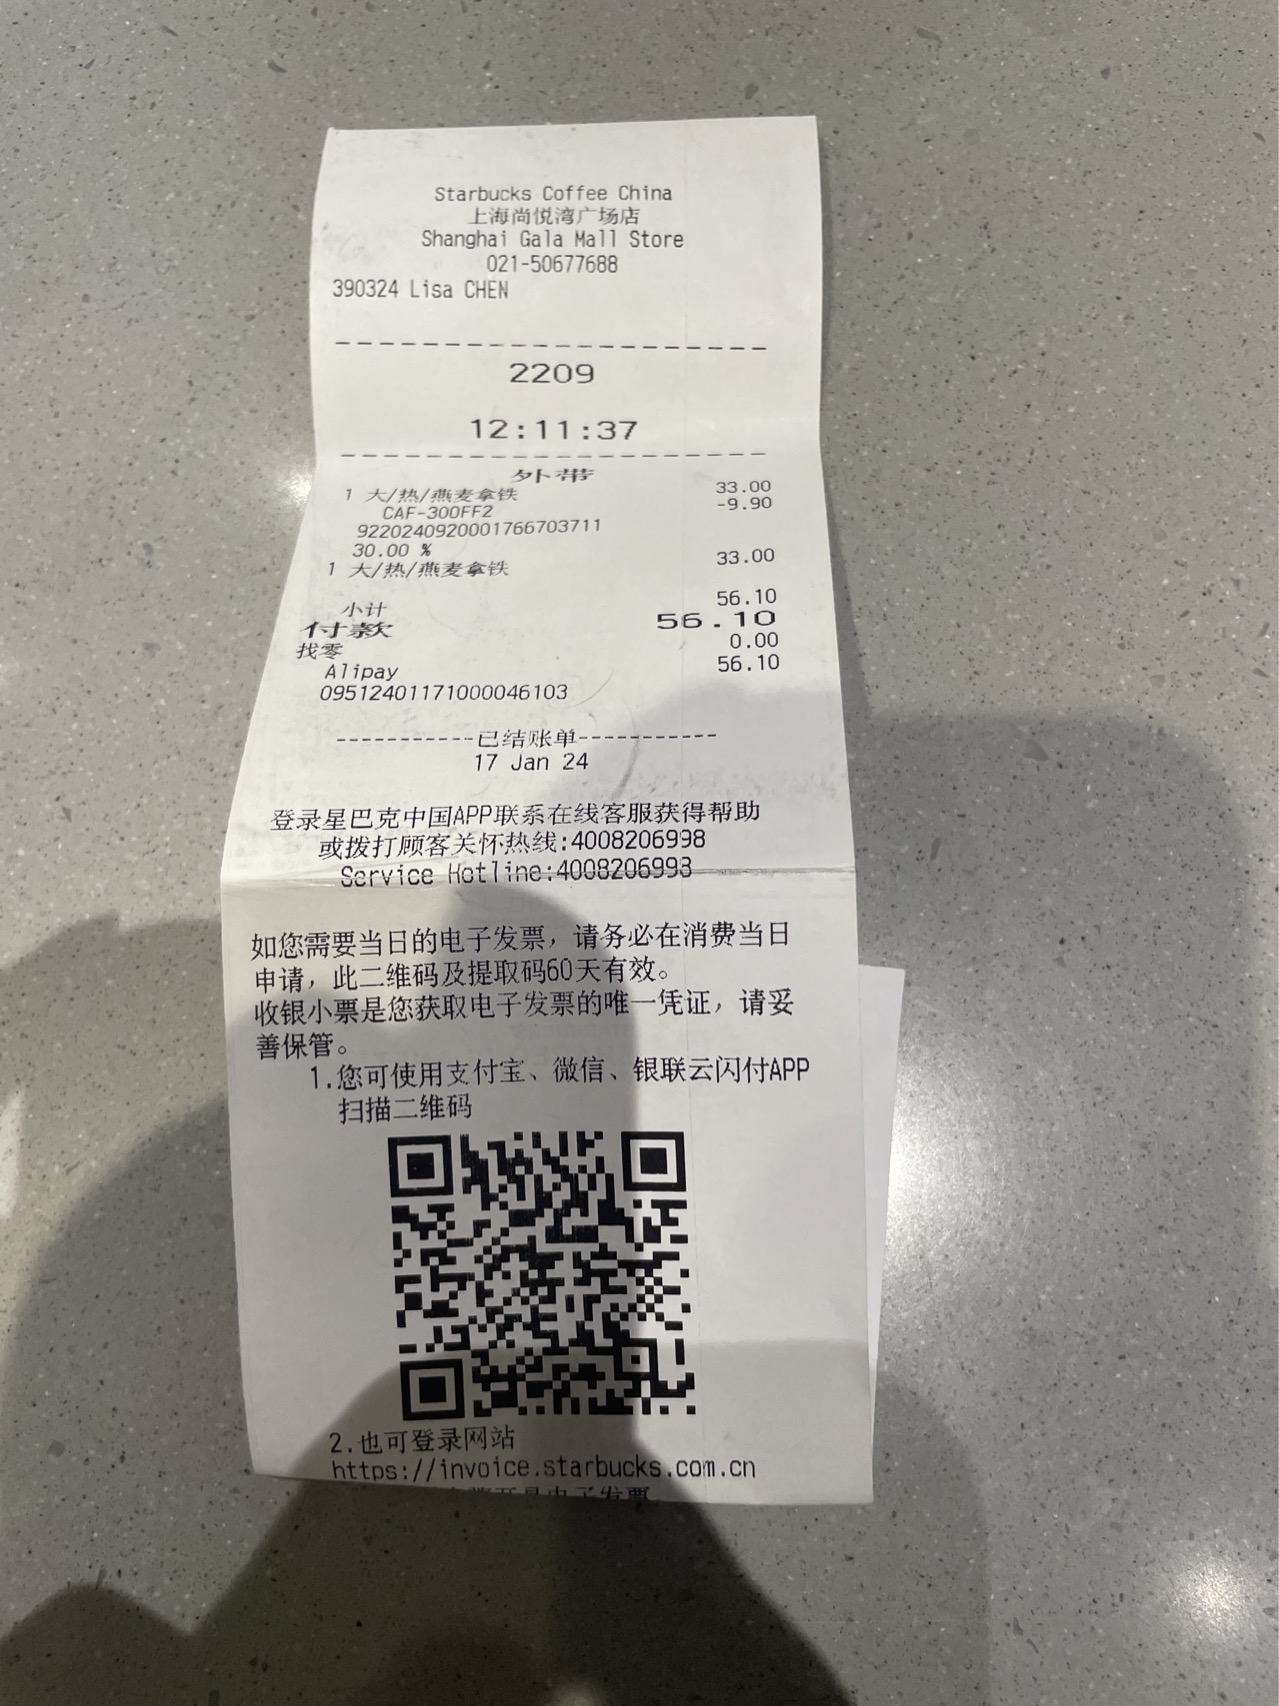 Starbucks Coffee China
上海尚悦湾广场店
Shanghai Gala Mall Store
021-50677688
390324 Lisa CHEN
--------------------
2209
12:11:37
--------------------
外带
1 大/热/燕麦拿铁 33.00
CAF-300FF2 -9.90
9220240920001766703711
30.00 %
1 大/热/燕麦拿铁 33.00
小计 56.10
付款 56.10
找零 0.00
Alipay 56.10
09512401171000046103
-----------已结账单-----------
17 Jan 24
登录星巴克中国APP联系在线客服获得帮助
或拨打顾客关怀热线:4008206998
Service Hotline:4008206998
如您需要当日的电子发票，请务必在消费当日
申请，此二维码及提取码60天有效。
收银小票是您获取电子发票的唯一凭证，请妥
善保管。
1.您可使用支付宝、微信、银联云闪付APP
扫描二维码
2.也可登录网站
https://invoice.starbucks.com.cn
电子发票